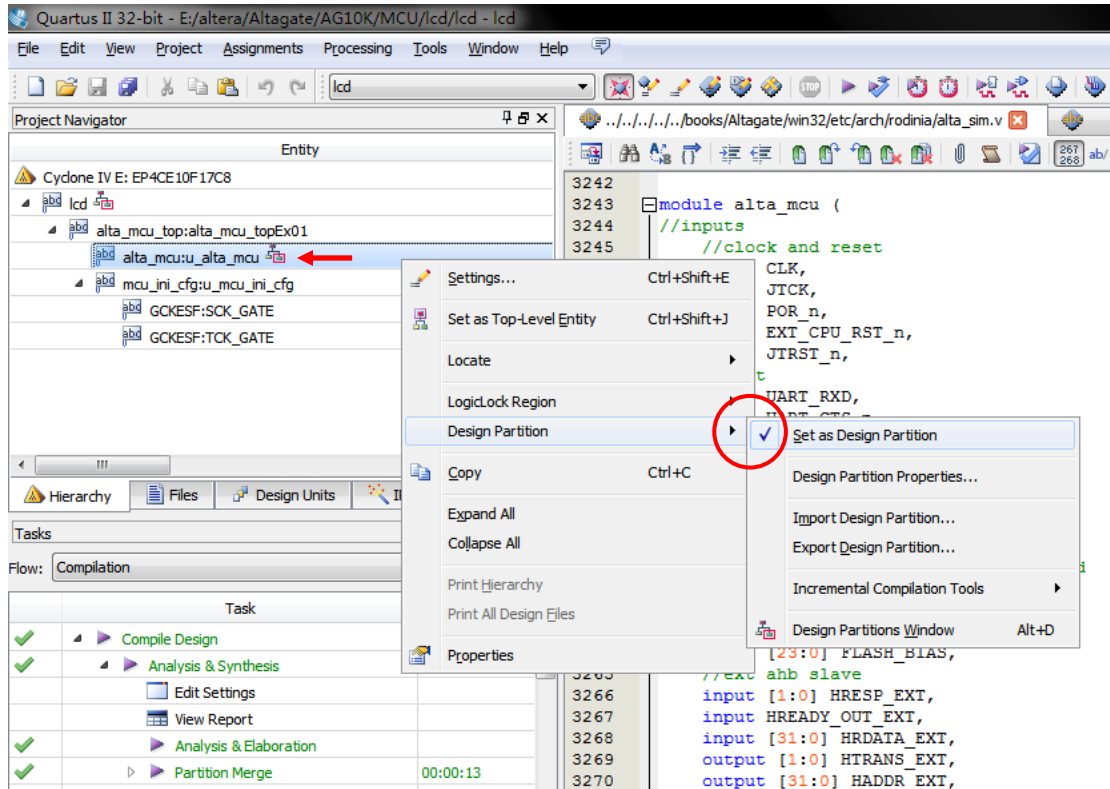 Quartus II 32-bit - E:/altera/Altagate/AG10K/MCU/lcd/lcd - lcd
File Edit View Project Assignments Processing Tools Window Help
lcd
STOP
267 268 ab/
Project Navigator
Entity
Cyclone IV E: EP4CE10F17C8
lcd
alta_mcu_top:alta_mcu_topEx01
alta_mcu:u_alta_mcu
mcu_ini_cfg:u_mcu_ini_cfg
GCKESF:SCK_GATE
GCKESF:TCK_GATE
Hierarchy Files Design Units
Tasks
Flow: Compilation
Task
Compile Design
Analysis & Synthesis
Edit Settings
View Report
Analysis & Elaboration
Partition Merge 00:00:13
../../../../../books/Altagate/win32/etc/arch/rodinia/alta_sim.v
3242
3243 module alta_mcu (
3244 //inputs
3245 //clock and reset
CLK,
JTCK,
POR_n,
EXT_CPU_RST_n,
JTRST_n,
UART_RXD,
[23:0] FLASH_BIAS,
3265 //ext ahb slave
3266 input [1:0] HRESP_EXT,
3267 input HREADY_OUT_EXT,
3268 input [31:0] HRDATA_EXT,
3269 output [1:0] HTRANS_EXT,
3270 output [31:0] HADDR_EXT,
Settings... Ctrl+Shift+E
Set as Top-Level Entity Ctrl+Shift+J
Locate
LogicLock Region
Design Partition
Copy Ctrl+C
Expand All
Collapse All
Print Hierarchy
Print All Design Files
Properties
Set as Design Partition
Design Partition Properties...
Import Design Partition...
Export Design Partition...
Incremental Compilation Tools
Design Partitions Window Alt+D